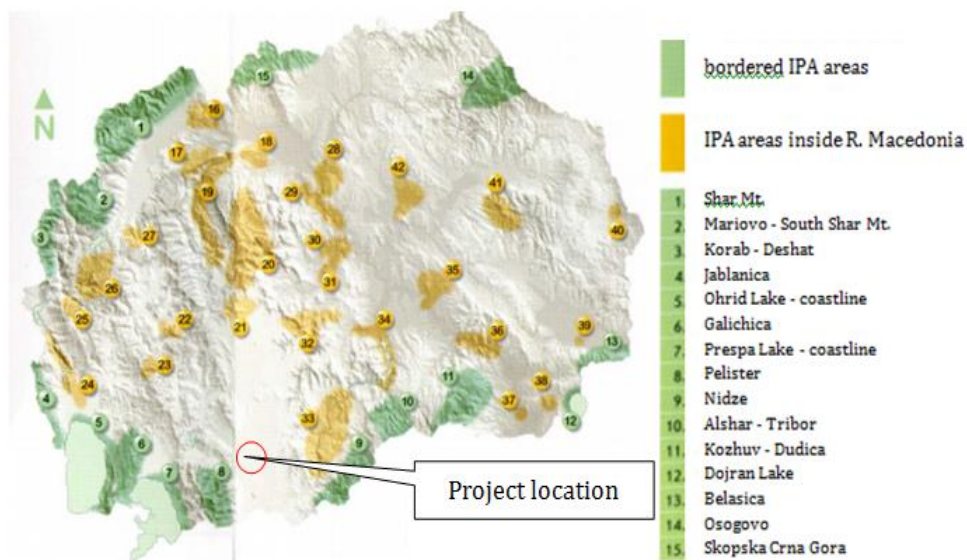 bordered IPA areas
IPA areas inside R. Macedonia
1. Shar Mt.
2. Mariovo - South Shar Mt.
3. Korab - Deshat
4. Jablanica
5. Ohrid Lake - coastline
6. Galichica
7. Prespa Lake - coastline
8. Pelister
9. Nidze
10. Alshar - Tribor
11. Kozhuv - Dudica
12. Dojran Lake
13. Belasica
14. Osogovo
15. Skopska Crna Gora
N
15
14
16
1
17
18
28
42
41
2
19
29
40
3
27
30
20
35
26
31
25
22
21
34
39
32
36
13
23
24
11
38
4
10
37
33
12
5
6
9
7
8
Project location